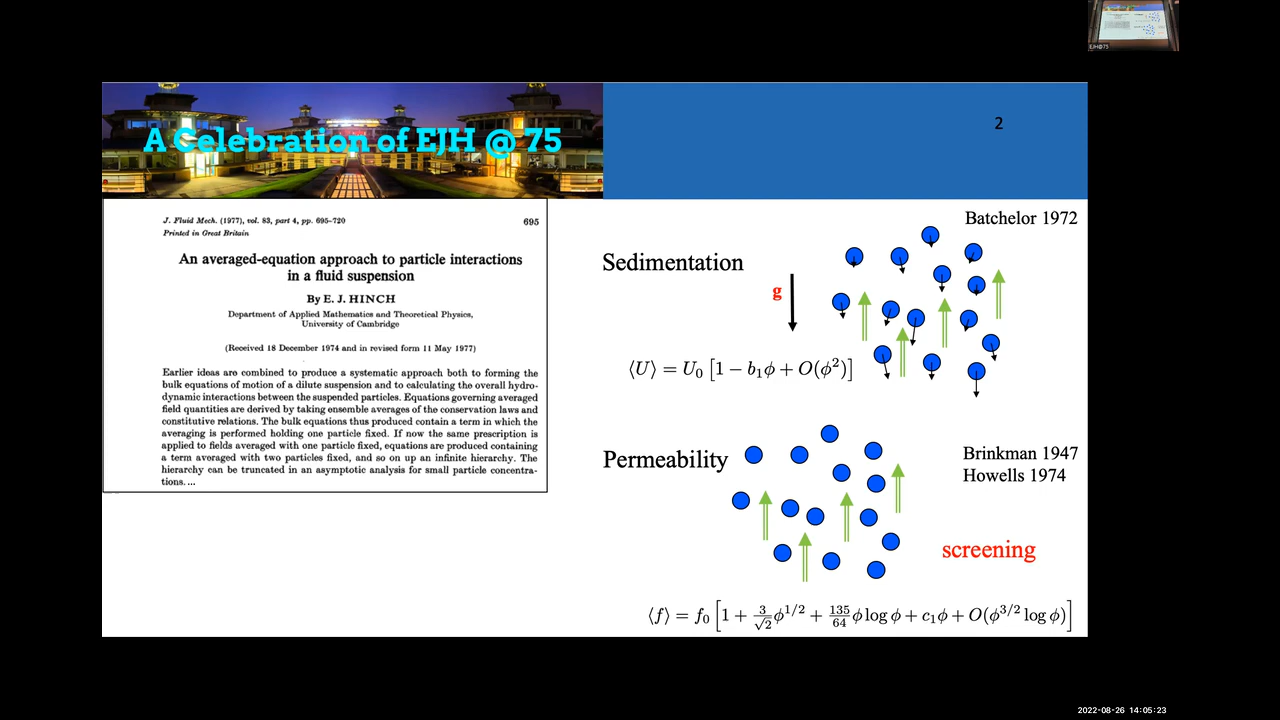 EJH@75
A Celebration of EJH @ 75
2
J. Fluid Mech. (1977), vol. 83, part 4, pp. 695-720
695
Printed in Great Britain
An averaged-equation approach to particle interactions
in a fluid suspension
By E. J. HINCH
Department of Applied Mathematics and Theoretical Physics,
University of Cambridge
(Received 18 December 1974 and in revised form 11 May 1977)
Earlier ideas are combined to produce a systematic approach both to forming the
bulk equations of motion of a dilute suspension and to calculating the overall hydro-
dynamic interactions between the suspended particles. Equations governing averaged
field quantities are derived by taking ensemble averages of the conservation laws and
constitutive relations. The bulk equations thus produced contain a term in which the
averaging is performed holding one particle fixed. If now the same prescription is
applied to fields averaged with one particle fixed, equations are produced containing
a term averaged with two particles fixed, and so on up an infinite hierarchy. The
hierarchy can be truncated in an asymptotic analysis for small particle concentra-
tions. ...
Batchelor 1972
Sedimentation
g
⟨U⟩ = U₀ [1 − b₁ϕ + O(ϕ²)]
Permeability
Brinkman 1947
Howells 1974
screening
⟨f⟩ = f₀ [1 + 3/√2 ϕ^1/2 + 135/64 ϕ log ϕ + c₁ϕ + O(ϕ^3/2 log ϕ)]
2022-08-26 14:05:23